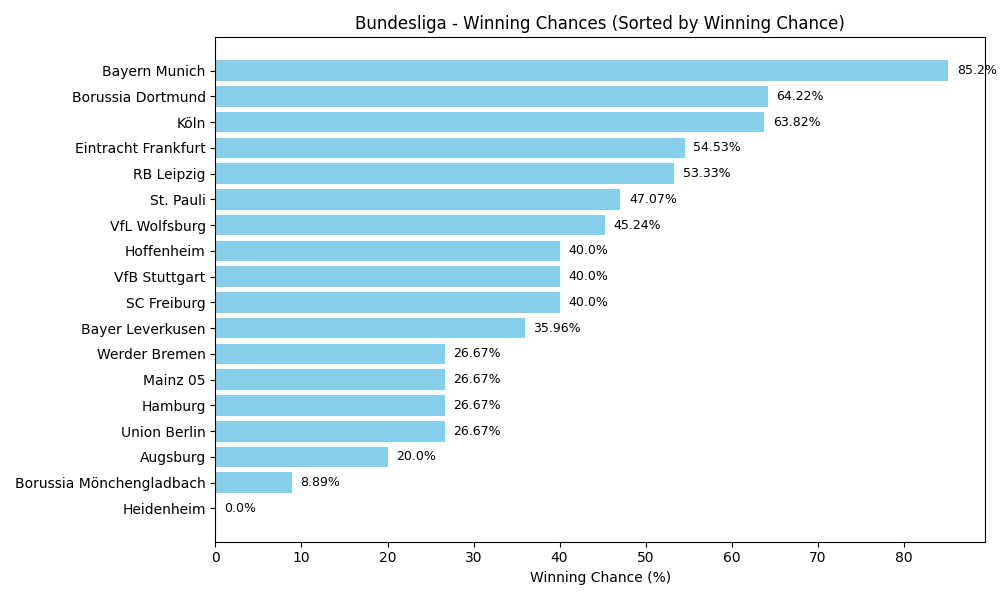 Bundesliga - Winning Chances (Sorted by Winning Chance)
Bayern Munich 85.2%
Borussia Dortmund 64.22%
Köln 63.82%
Eintracht Frankfurt 54.53%
RB Leipzig 53.33%
St. Pauli 47.07%
VfL Wolfsburg 45.24%
Hoffenheim 40.0%
VfB Stuttgart 40.0%
SC Freiburg 40.0%
Bayer Leverkusen 35.96%
Werder Bremen 26.67%
Mainz 05 26.67%
Hamburg 26.67%
Union Berlin 26.67%
Augsburg 20.0%
Borussia Mönchengladbach 8.89%
Heidenheim 0.0%
0 10 20 30 40 50 60 70 80
Winning Chance (%)